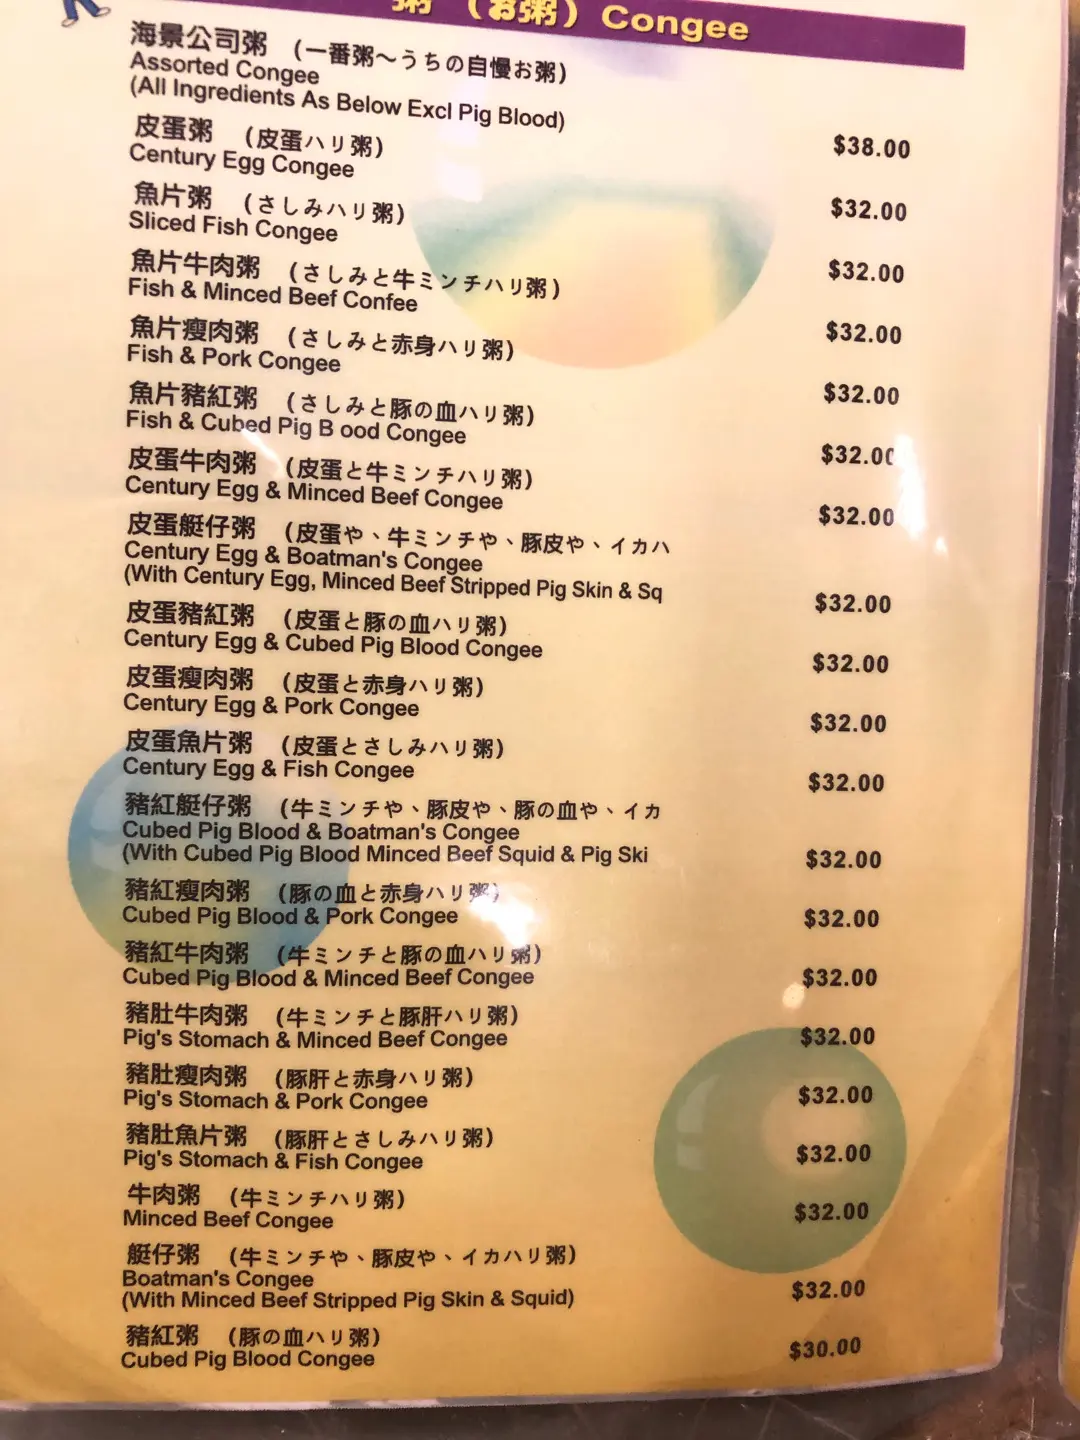 粥 （お粥） Congee
海景公司粥 （一番粥～うちの自慢お粥）
Assorted Congee
(All Ingredients As Below Excl Pig Blood)
$38.00
皮蛋粥 （皮蛋ハリ粥）
Century Egg Congee
$32.00
魚片粥 （さしみハリ粥）
Sliced Fish Congee
$32.00
魚片牛肉粥 （さしみと牛ミンチハリ粥）
Fish & Minced Beef Confee
$32.00
魚片瘦肉粥 （さしみと赤身ハリ粥）
Fish & Pork Congee
$32.00
魚片豬紅粥 （さしみと豚の血ハリ粥）
Fish & Cubed Pig B ood Congee
$32.00
皮蛋牛肉粥 （皮蛋と牛ミンチハリ粥）
Century Egg & Minced Beef Congee
$32.00
皮蛋艇仔粥 （皮蛋や、牛ミンチや、豚皮や、イカハ
Century Egg & Boatman's Congee
(With Century Egg, Minced Beef Stripped Pig Skin & Sq
$32.00
皮蛋豬紅粥 （皮蛋と豚の血ハリ粥）
Century Egg & Cubed Pig Blood Congee
$32.00
皮蛋瘦肉粥 （皮蛋と赤身ハリ粥）
Century Egg & Pork Congee
$32.00
皮蛋魚片粥 （皮蛋とさしみハリ粥）
Century Egg & Fish Congee
$32.00
豬紅艇仔粥 （牛ミンチや、豚皮や、豚の血や、イカ
Cubed Pig Blood & Boatman's Congee
(With Cubed Pig Blood Minced Beef Squid & Pig Ski
$32.00
豬紅瘦肉粥 （豚の血と赤身ハリ粥）
Cubed Pig Blood & Pork Congee
$32.00
豬紅牛肉粥 （牛ミンチと豚の血ハリ粥）
Cubed Pig Blood & Minced Beef Congee
$32.00
豬肚牛肉粥 （牛ミンチと豚肝ハリ粥）
Pig's Stomach & Minced Beef Congee
$32.00
豬肚瘦肉粥 （豚肝と赤身ハリ粥）
Pig's Stomach & Pork Congee
$32.00
豬肚魚片粥 （豚肝とさしみハリ粥）
Pig's Stomach & Fish Congee
$32.00
牛肉粥 （牛ミンチハリ粥）
Minced Beef Congee
$32.00
艇仔粥 （牛ミンチや、豚皮や、イカハリ粥）
Boatman's Congee
(With Minced Beef Stripped Pig Skin & Squid)
$32.00
豬紅粥 （豚の血ハリ粥）
Cubed Pig Blood Congee
$30.00